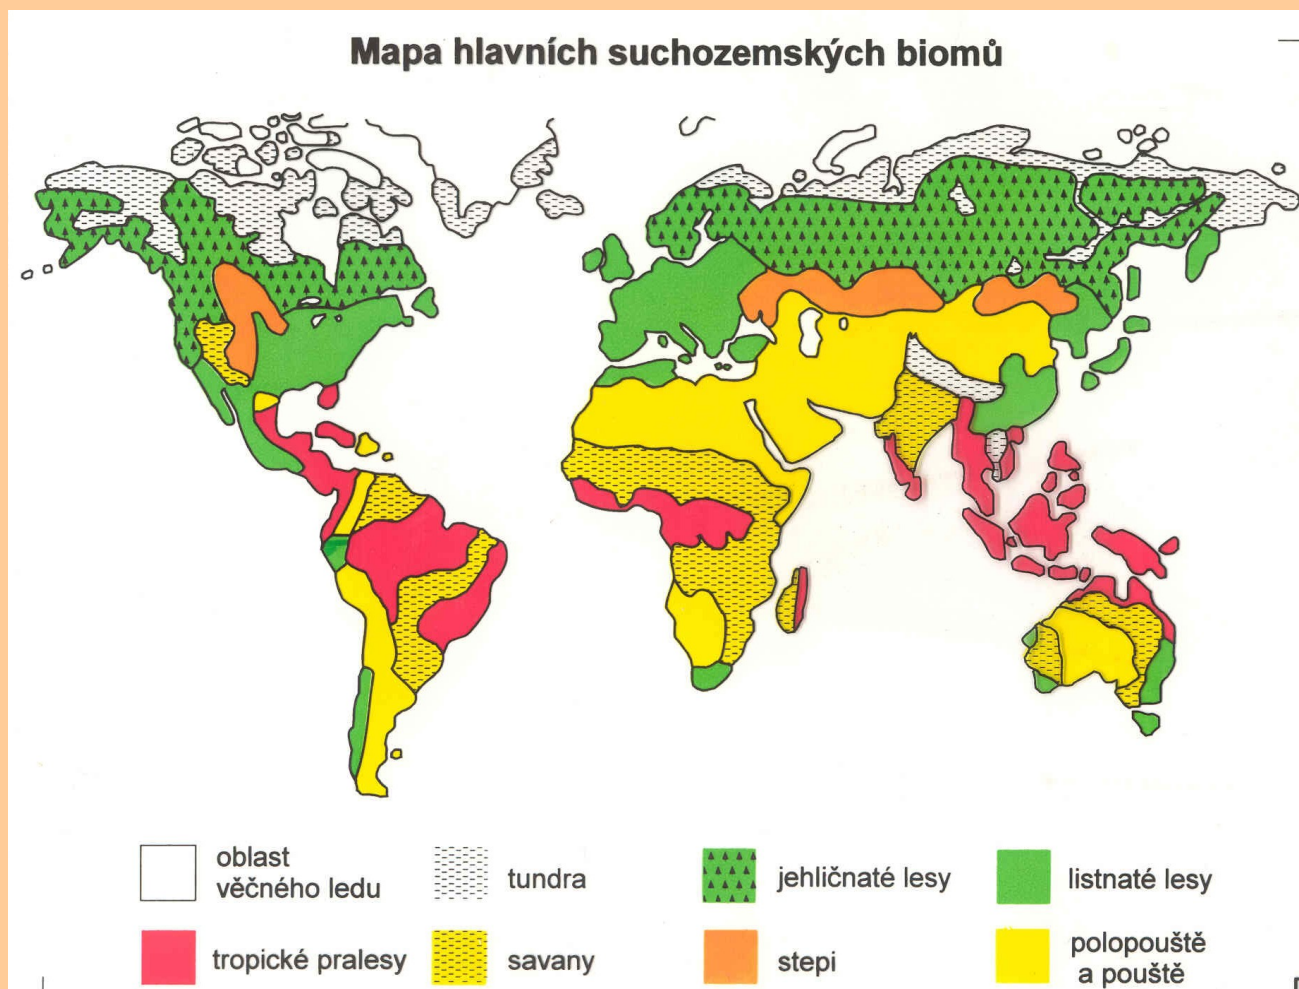 Mapa hlavních suchozemských biomů
oblast
věčného ledu
tundra
jehličnaté lesy
listnaté lesy
tropické pralesy
savany
stepi
polopouště
a pouště